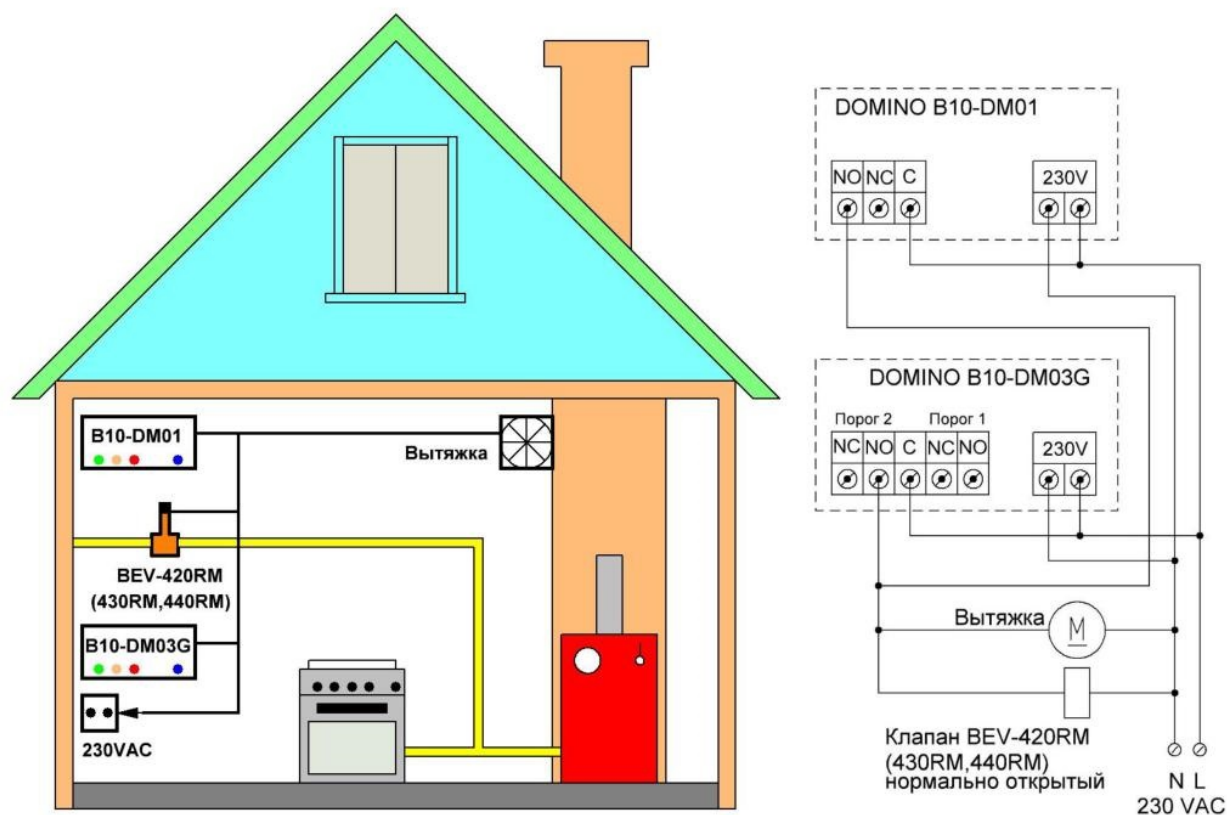 B10-DM01
Вытяжка
BEV-420RM
(430RM,440RM)
B10-DM03G
230VAC
DOMINO B10-DM01
NO NC C
230V
DOMINO B10-DM03G
Порог 2 Порог 1
NC NO C NC NO
230V
Вытяжка
M
Клапан BEV-420RM
(430RM,440RM)
нормально открытый
N L
230 VAC